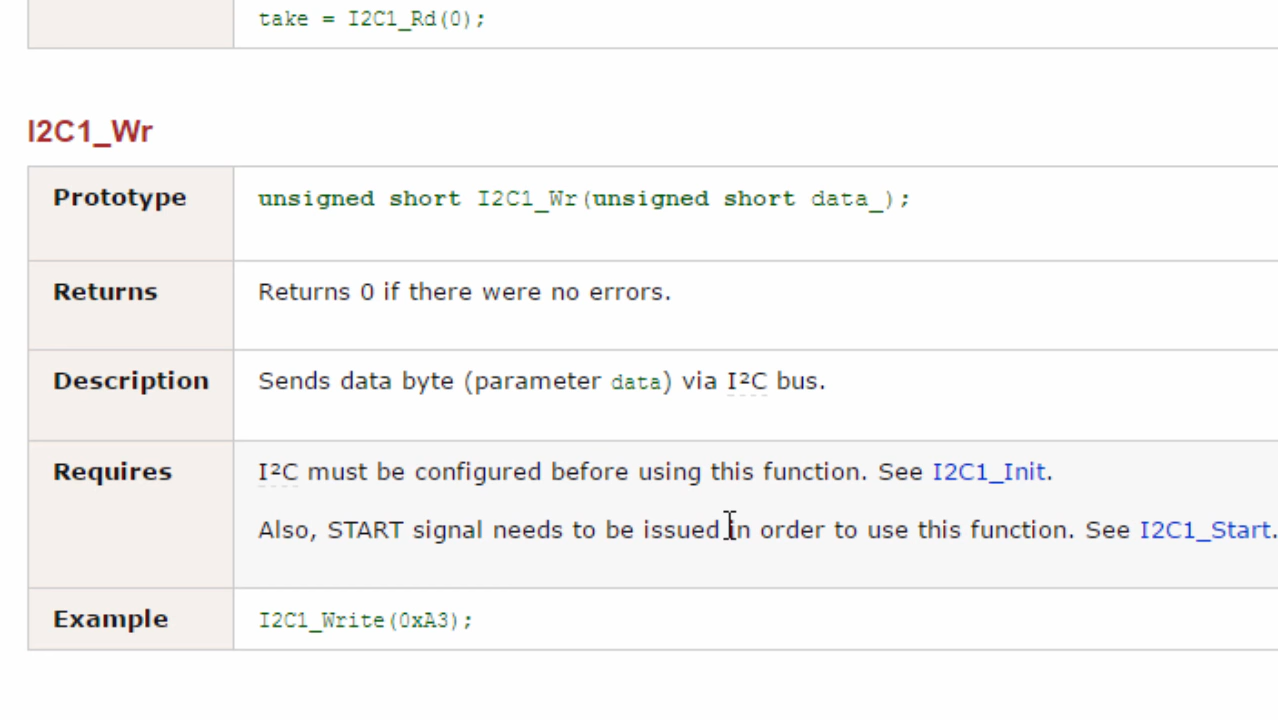 take = I2C1_Rd(0);
I2C1_Wr
Prototype
unsigned short I2C1_Wr(unsigned short data_);
Returns
Returns 0 if there were no errors.
Description
Sends data byte (parameter data) via I²C bus.
Requires
I²C must be configured before using this function. See I2C1_Init.
Also, START signal needs to be issued in order to use this function. See I2C1_Start.
Example
I2C1_Write(0xA3);